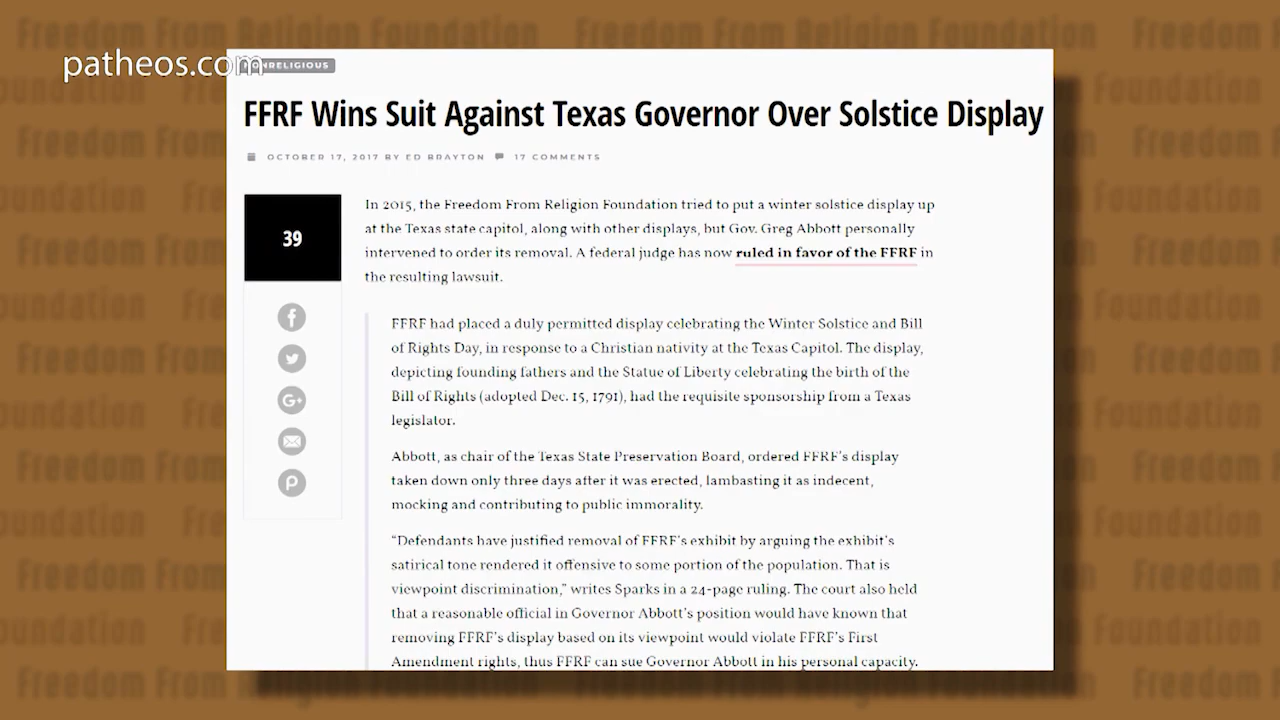 patheos.com
NONRELIGIOUS
FFRF Wins Suit Against Texas Governor Over Solstice Display
OCTOBER 17, 2017 BY ED BRAYTON 17 COMMENTS
39
In 2015, the Freedom From Religion Foundation tried to put a winter solstice display up
at the Texas state capitol, along with other displays, but Gov. Greg Abbott personally
intervened to order its removal. A federal judge has now ruled in favor of the FFRF in
the resulting lawsuit.
FFRF had placed a duly permitted display celebrating the Winter Solstice and Bill
of Rights Day, in response to a Christian nativity at the Texas Capitol. The display,
depicting founding fathers and the Statue of Liberty celebrating the birth of the
Bill of Rights (adopted Dec. 15, 1791), had the requisite sponsorship from a Texas
legislator.
Abbott, as chair of the Texas State Preservation Board, ordered FFRF's display
taken down only three days after it was erected, lambasting it as indecent,
mocking and contributing to public immorality.
“Defendants have justified removal of FFRF's exhibit by arguing the exhibit's
satirical tone rendered it offensive to some portion of the population. That is
viewpoint discrimination,” writes Sparks in a 24-page ruling. The court also held
that a reasonable official in Governor Abbott's position would have known that
removing FFRF's display based on its viewpoint would violate FFRF's First
Amendment rights, thus FFRF can sue Governor Abbott in his personal capacity.
Freedom From Religion Foundation